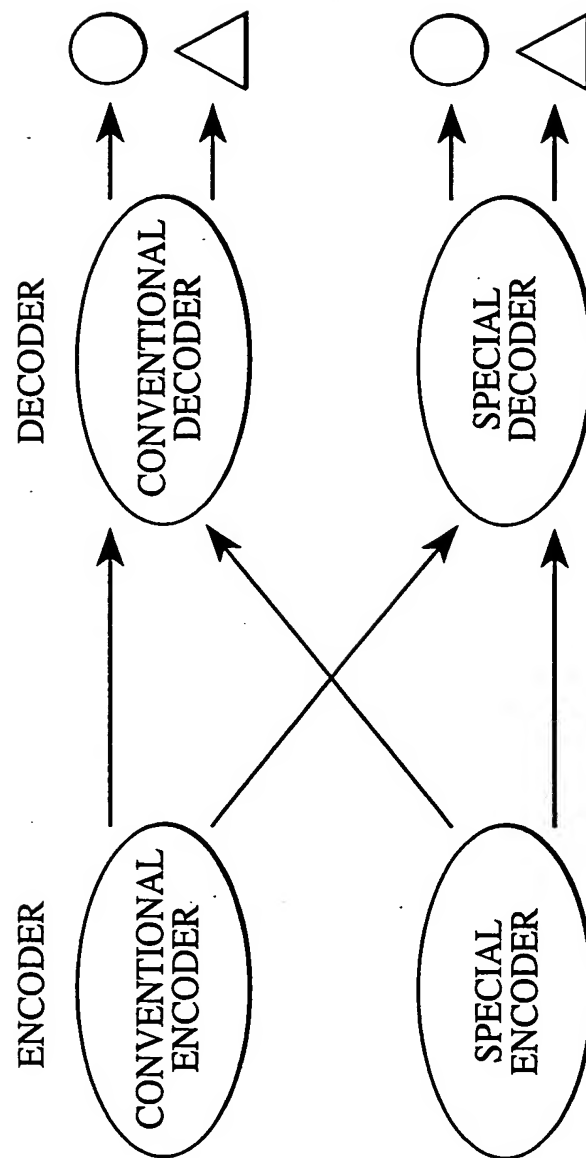 ENCODER
DECODER
CONVENTIONAL
ENCODER
CONVENTIONAL
DECODER
SPECIAL
ENCODER
SPECIAL
DECODER